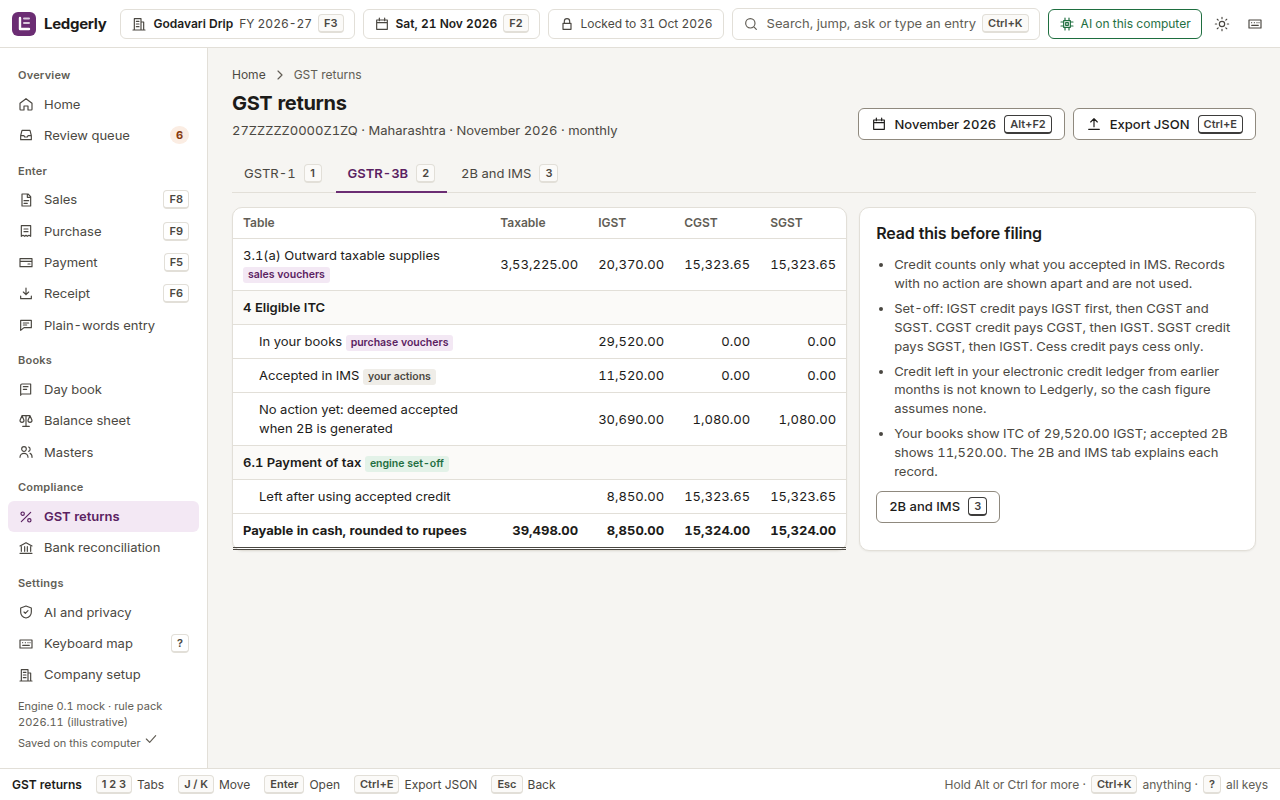 Ledgerly
Godavari Drip FY 2026-27 F3
Sat, 21 Nov 2026 F2
Locked to 31 Oct 2026
Search, jump, ask or type an entry Ctrl+K
AI on this computer
Overview
Home
Review queue 6
Enter
Sales F8
Purchase F9
Payment F5
Receipt F6
Plain-words entry
Books
Day book
Balance sheet
Masters
Compliance
GST returns
Bank reconciliation
Settings
AI and privacy
Keyboard map ?
Company setup
Engine 0.1 mock · rule pack
2026.11 (illustrative)
Saved on this computer
Home > GST returns
GST returns
27ZZZZZ0000Z1ZQ · Maharashtra · November 2026 · monthly
November 2026 Alt+F2
Export JSON Ctrl+E
GSTR-1 1
GSTR-3B 2
2B and IMS 3
Table Taxable IGST CGST SGST
3.1(a) Outward taxable supplies
sales vouchers
3,53,225.00 20,370.00 15,323.65 15,323.65
4 Eligible ITC
In your books purchase vouchers 29,520.00 0.00 0.00
Accepted in IMS your actions 11,520.00 0.00 0.00
No action yet: deemed accepted
when 2B is generated
30,690.00 1,080.00 1,080.00
6.1 Payment of tax engine set-off
Left after using accepted credit 8,850.00 15,323.65 15,323.65
Payable in cash, rounded to rupees 39,498.00 8,850.00 15,324.00 15,324.00
Read this before filing
• Credit counts only what you accepted in IMS. Records
with no action are shown apart and are not used.
• Set-off: IGST credit pays IGST first, then CGST and
SGST. CGST credit pays CGST, then IGST. SGST credit
pays SGST, then IGST. Cess credit pays cess only.
• Credit left in your electronic credit ledger from earlier
months is not known to Ledgerly, so the cash figure
assumes none.
• Your books show ITC of 29,520.00 IGST; accepted 2B
shows 11,520.00. The 2B and IMS tab explains each
record.
2B and IMS 3
GST returns 1 2 3 Tabs J / K Move Enter Open Ctrl+E Export JSON Esc Back
Hold Alt or Ctrl for more · Ctrl+K anything · ? all keys